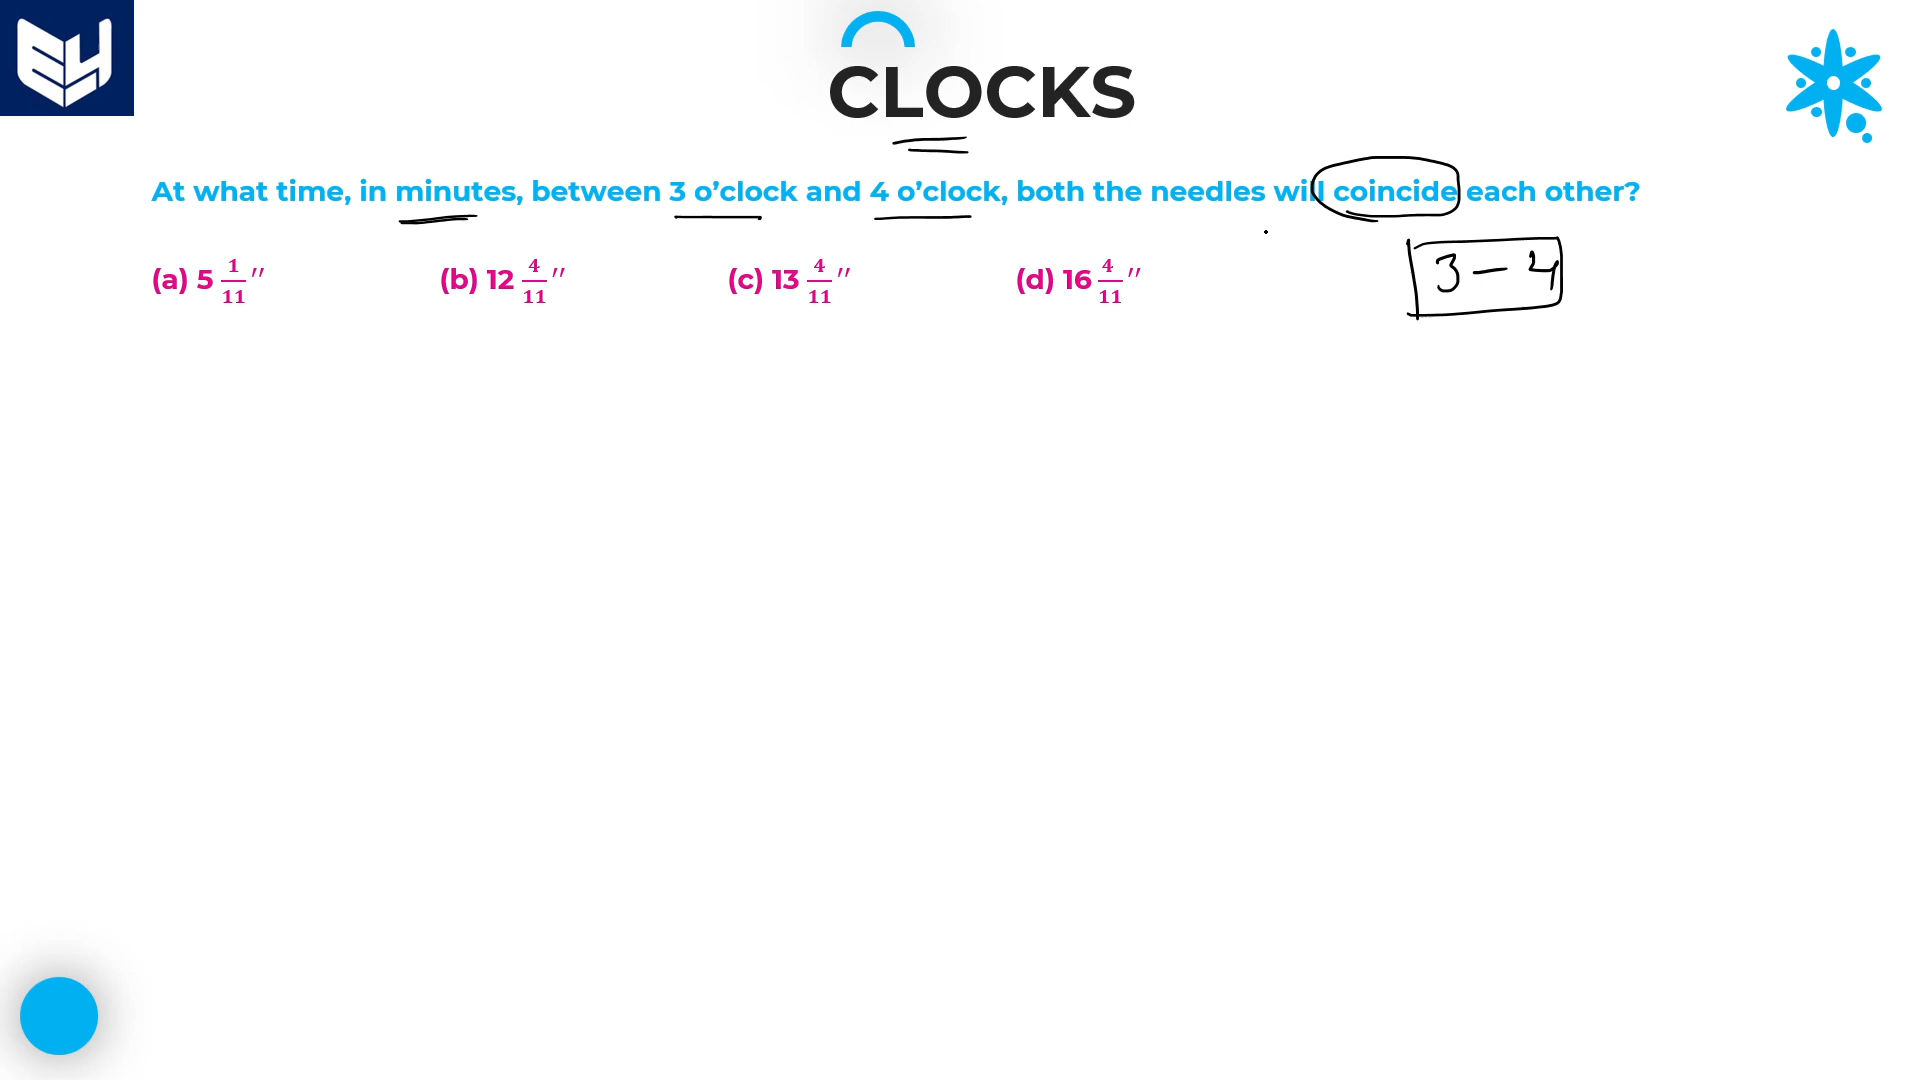 CLOCKS
At what time, in minutes, between 3 o’clock and 4 o’clock, both the needles will coincide each other?
(a) 5 1/11 ′′ (b) 12 4/11 ′′ (c) 13 4/11 ′′ (d) 16 4/11 ′′
3 – 4